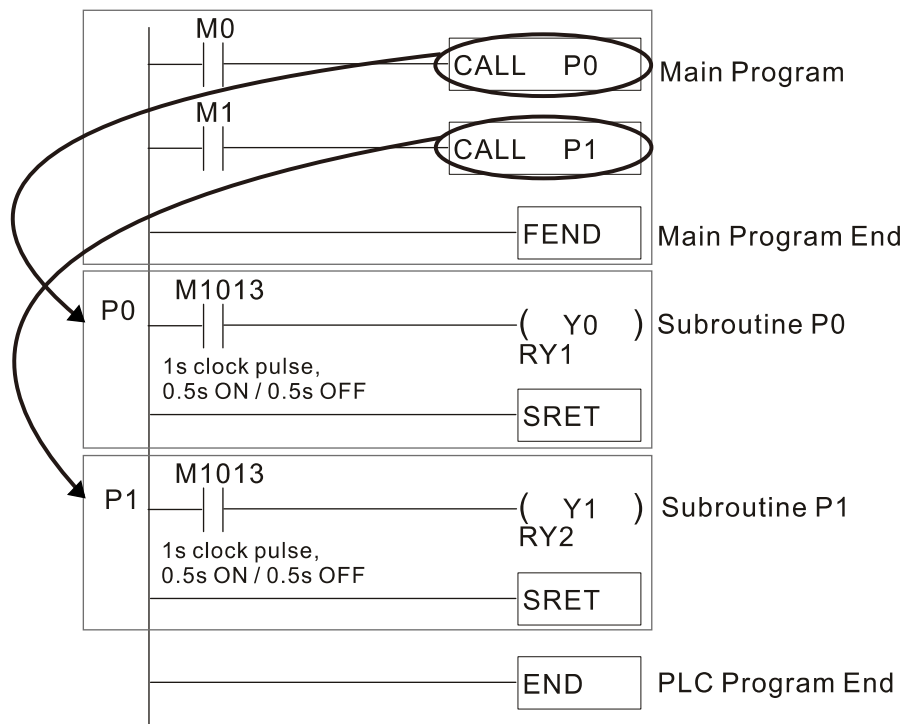 M0
CALL P0
Main Program
M1
CALL P1
FEND
Main Program End
P0
M1013
( Y0 )
RY1
Subroutine P0
1s clock pulse,
0.5s ON / 0.5s OFF
SRET
P1
M1013
( Y1 )
RY2
Subroutine P1
1s clock pulse,
0.5s ON / 0.5s OFF
SRET
END
PLC Program End